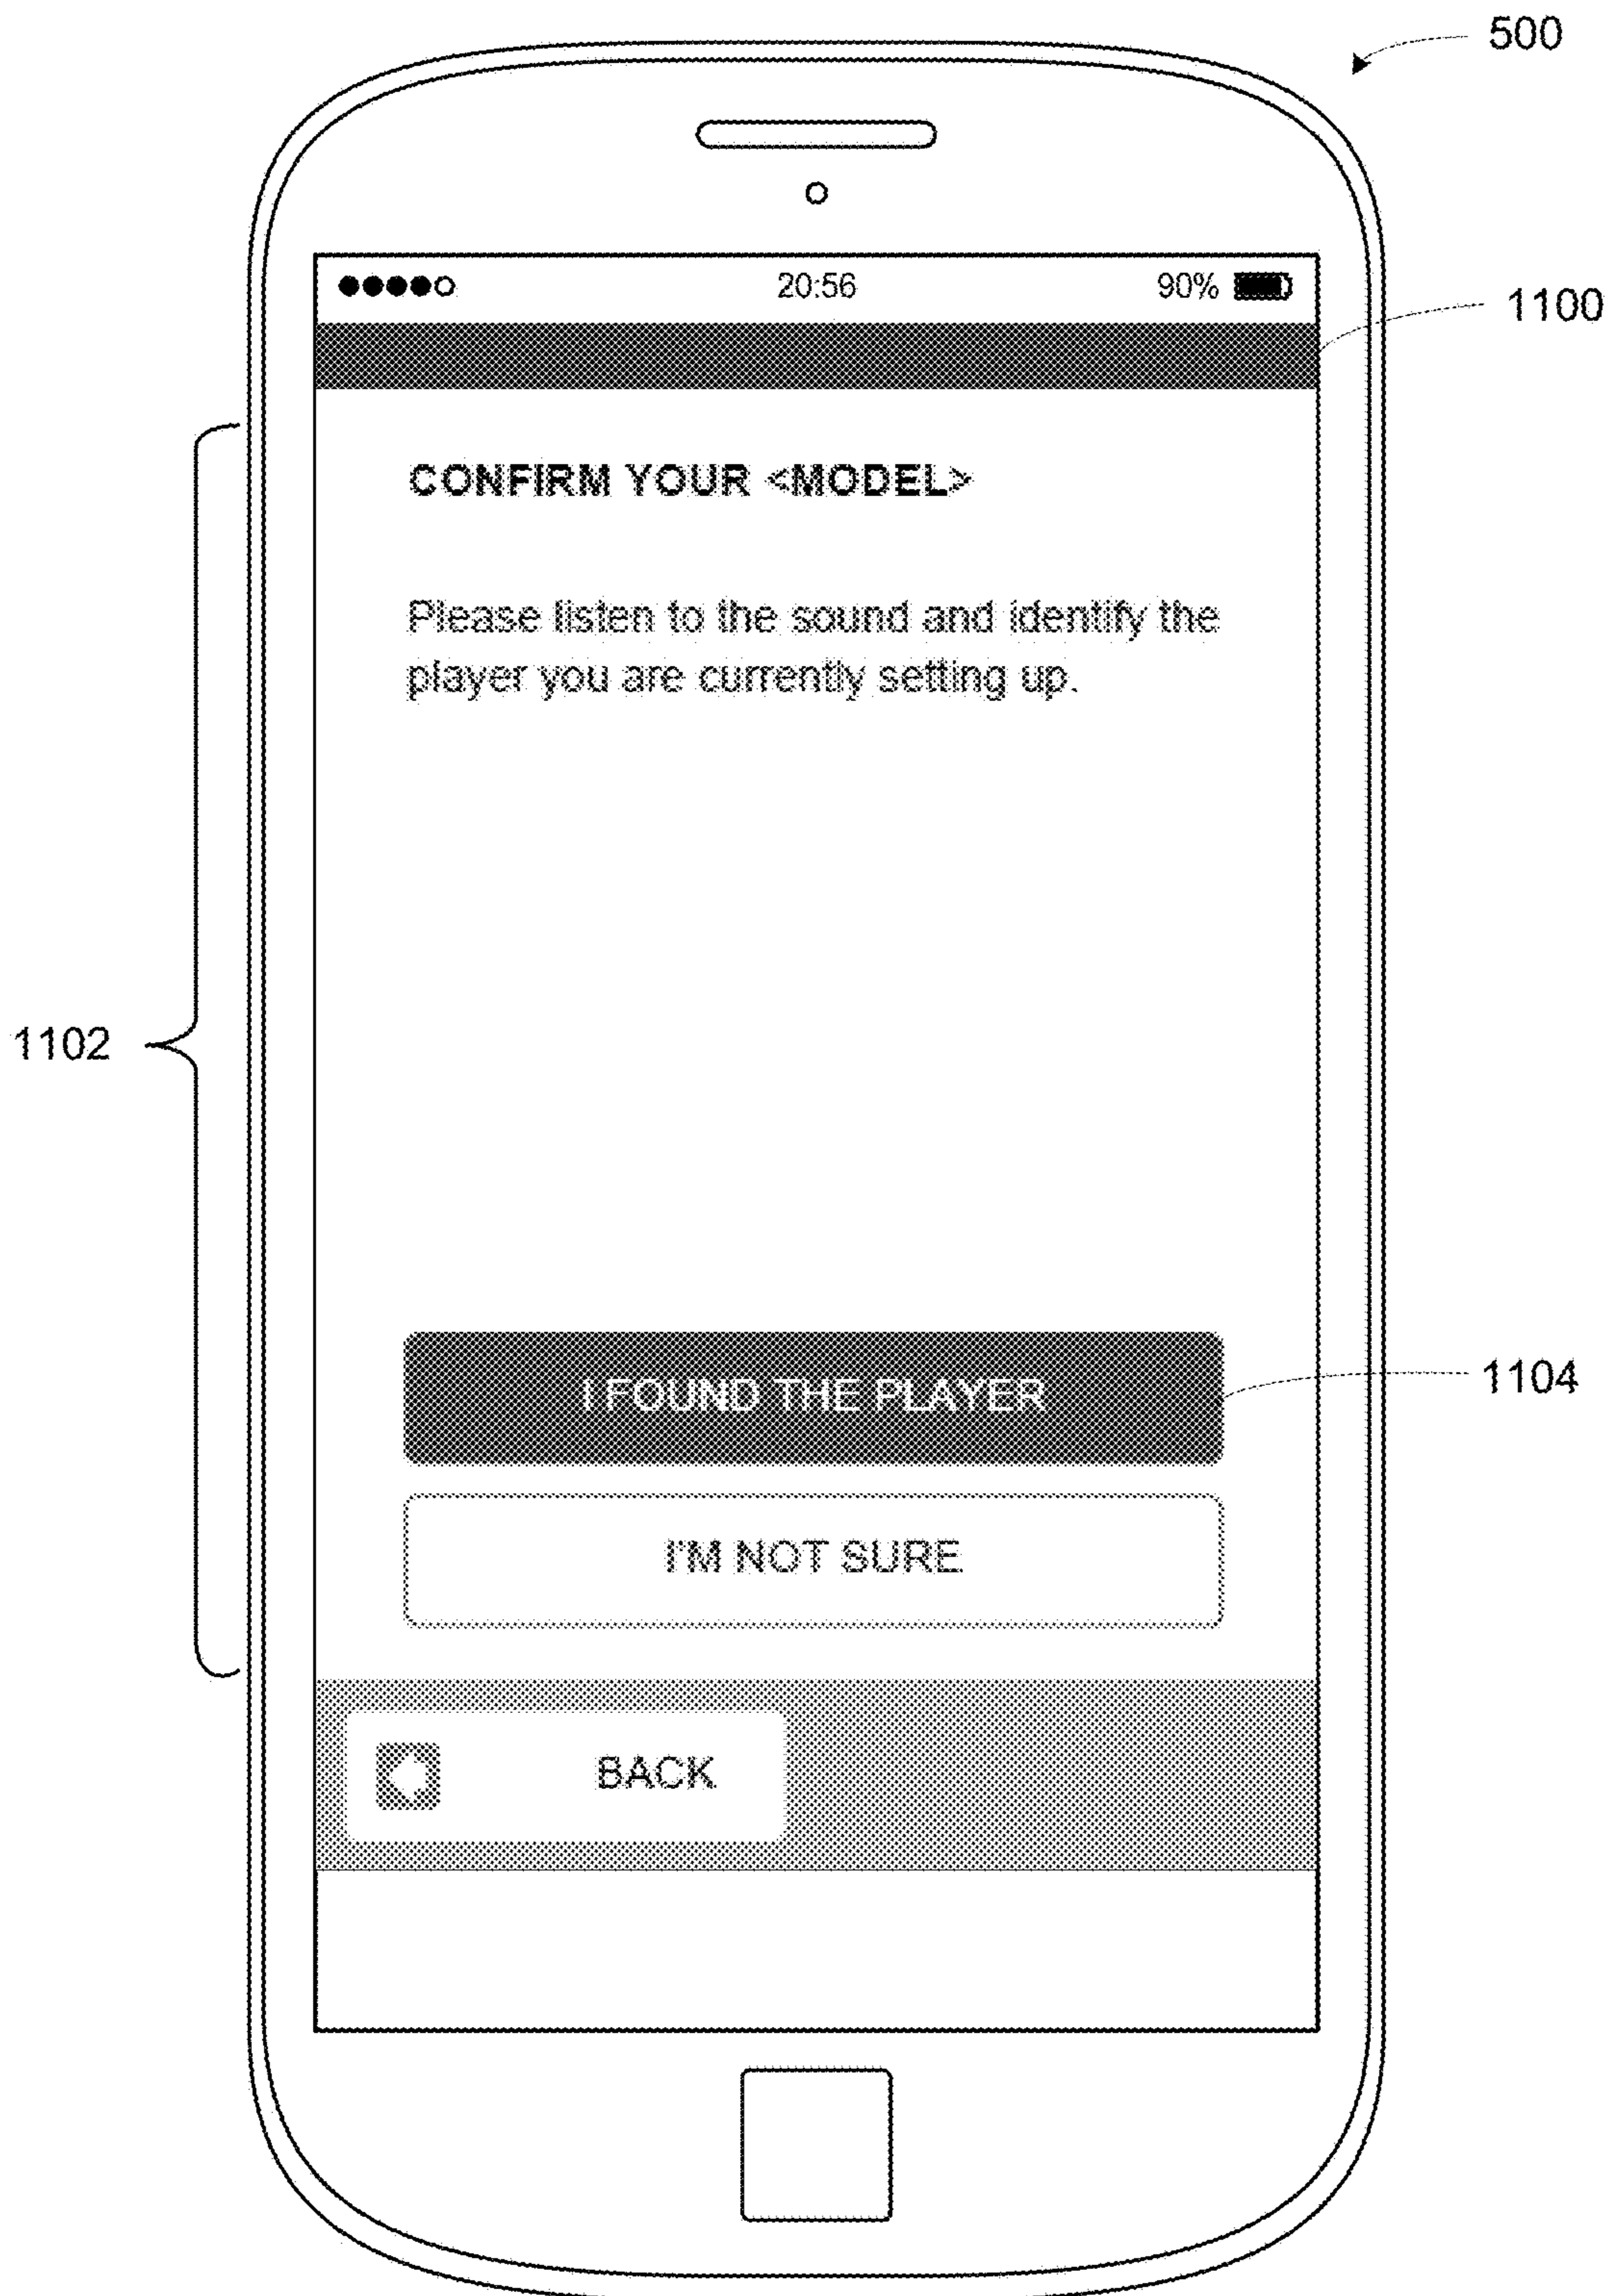 500
20:56 90%
1100
CONFIRM YOUR <MODEL>
Please listen to the sound and identify the
player you are currently setting up.
1102
I FOUND THE PLAYER
1104
I'M NOT SURE
BACK